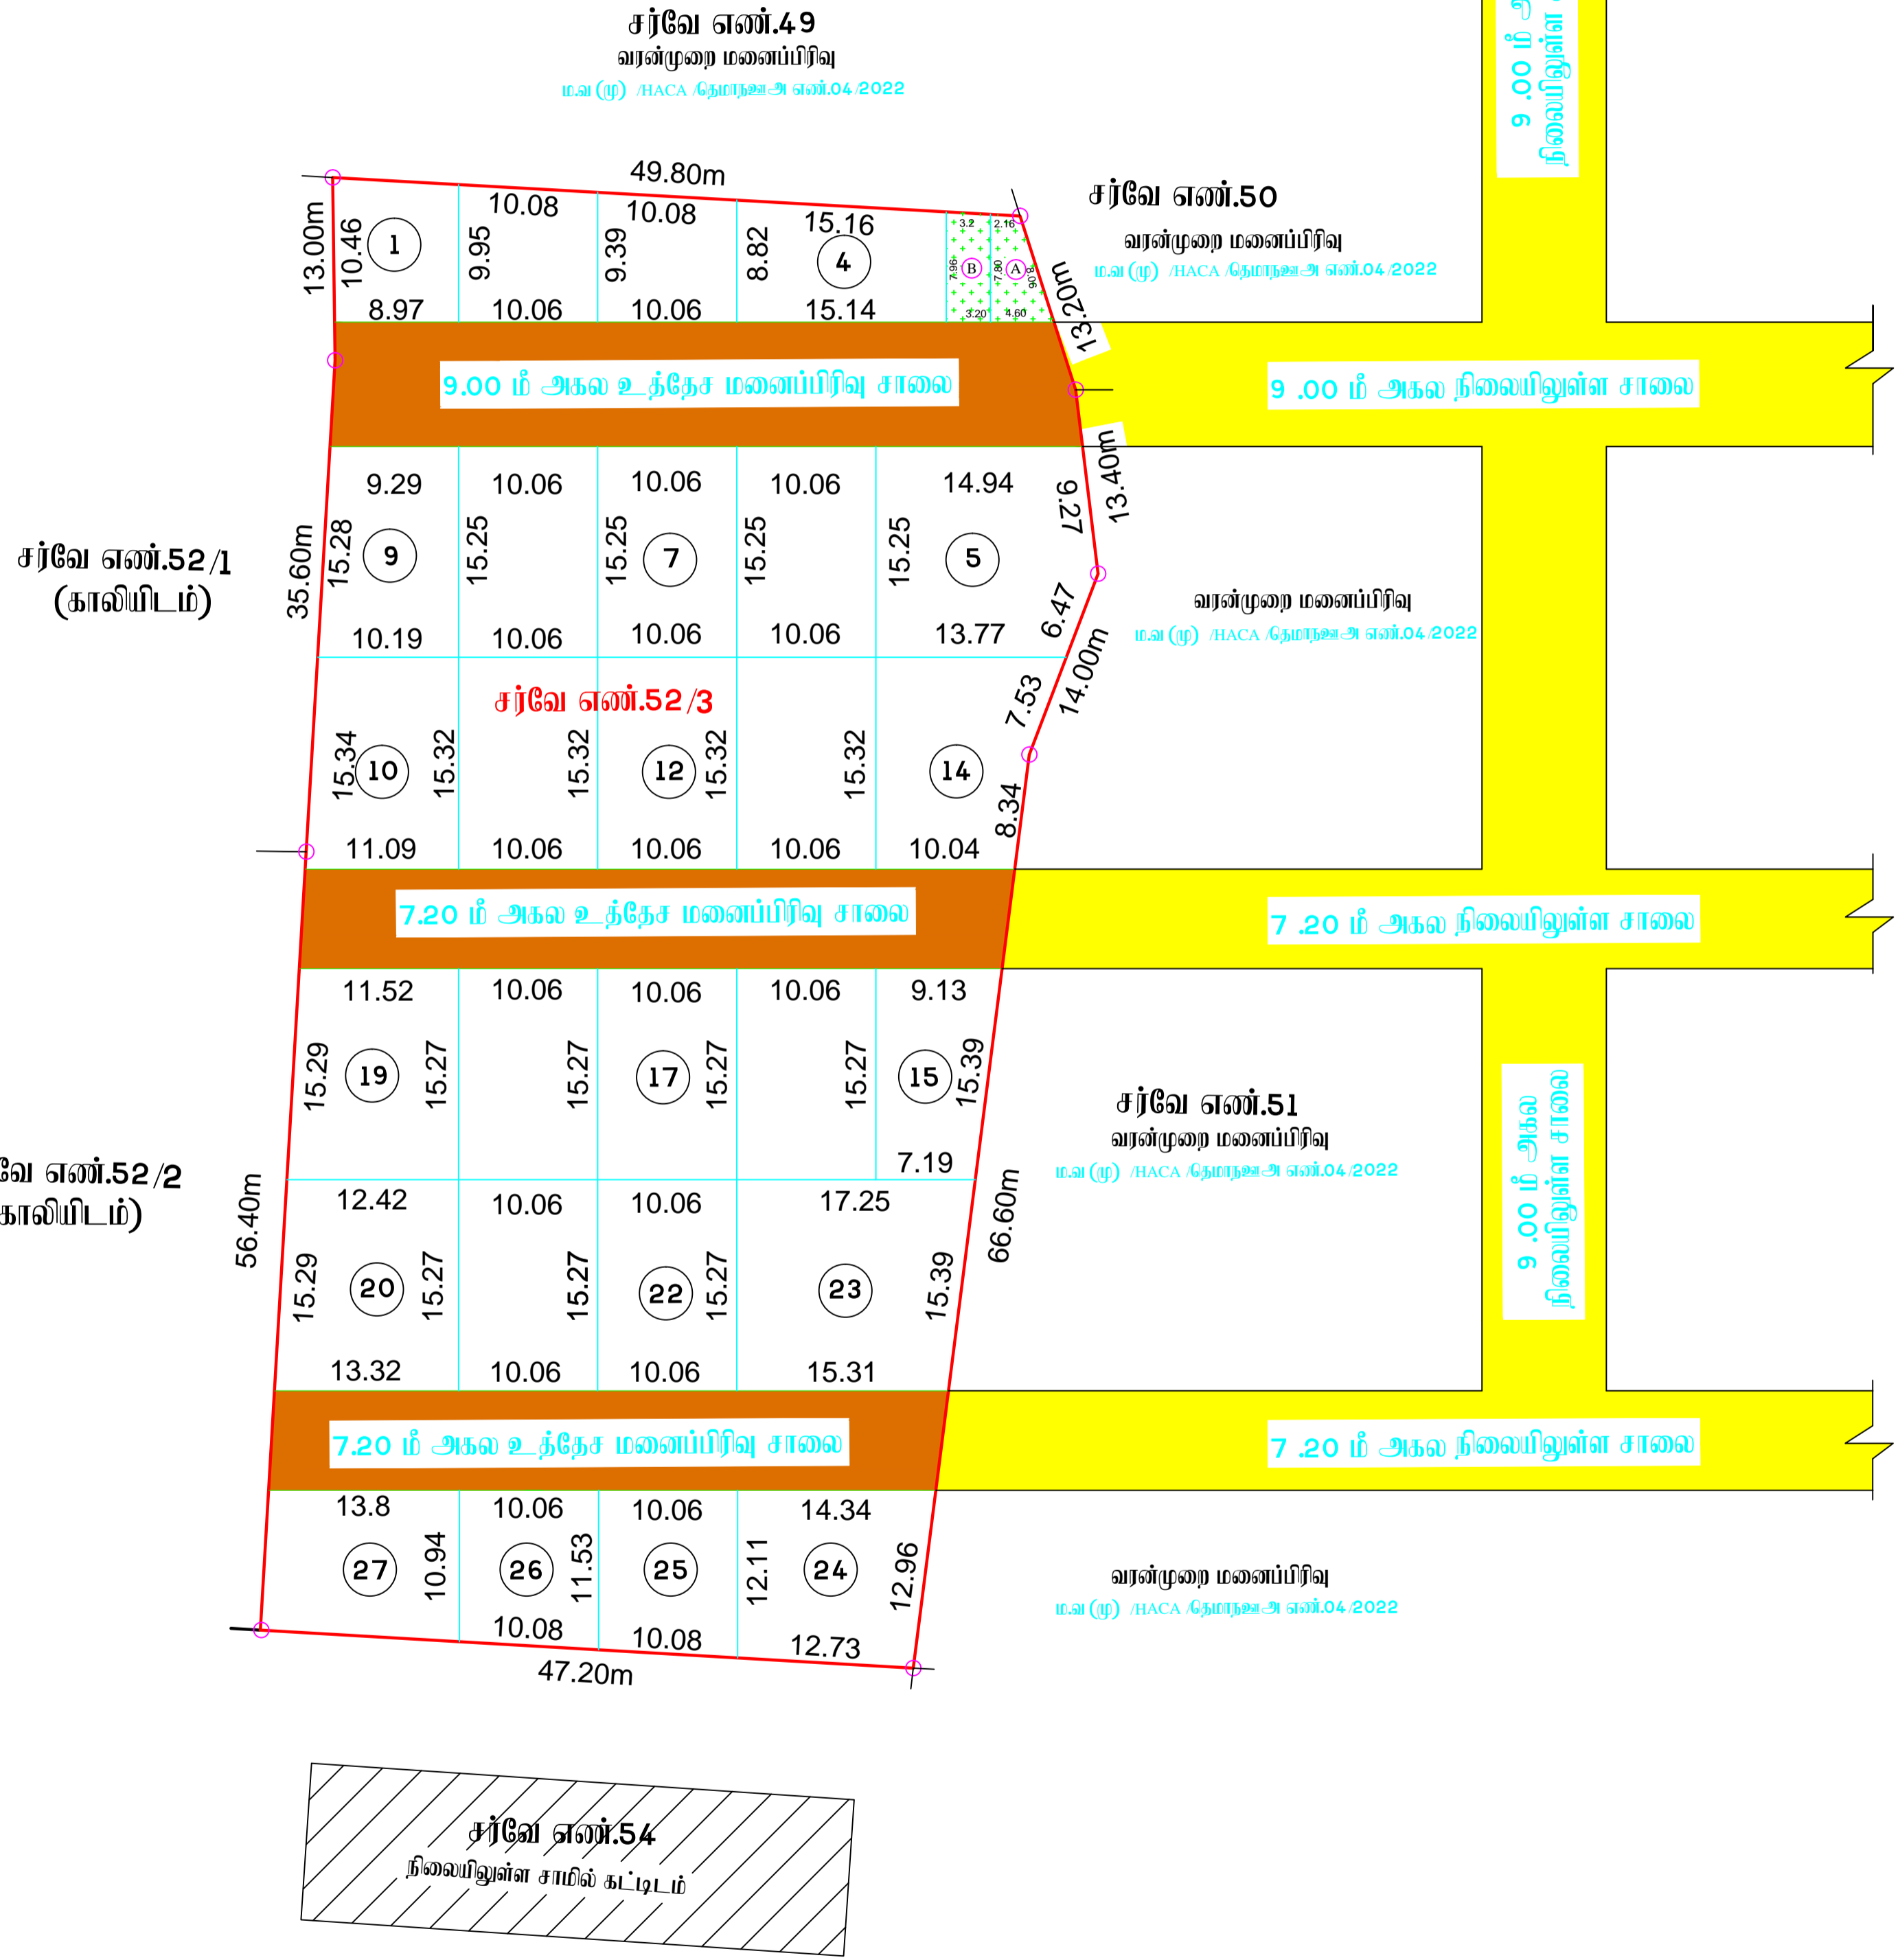 சர்வே எண்.49
வரன்முறை மனைப்பிரிவு
ம.வ (மு) /HACA /தெமாநஊஅ எண்.04/2022
9 .00 மீ
நிலையிலுள்ள
49.80m
சர்வே எண்.50
வரன்முறை மனைப்பிரிவு
ம.வ (மு) /HACA /தெமாநஊஅ எண்.04/2022
13.00m
10.46
1
9.95
10.08
9.39
10.08
8.82
15.16
4
3.2
2.16
7.96
B
7.80
A
8.06
13.20m
8.97
10.06
10.06
15.14
3.20
4.60
9.00 மீ அகல உத்தேச மனைப்பிரிவு சாலை
9 .00 மீ அகல நிலையிலுள்ள சாலை
9.29
10.06
10.06
10.06
14.94
9.27
13.40m
சர்வே எண்.52/1
(காலியிடம்)
35.60m
15.28
9
15.25
15.25
7
15.25
15.25
5
6.47
10.19
10.06
10.06
10.06
13.77
14.00m
வரன்முறை மனைப்பிரிவு
ம.வ (மு) /HACA /தெமாநஊஅ எண்.04/2022
சர்வே எண்.52/3
7.53
15.34
10
15.32
15.32
12
15.32
15.32
14
8.34
11.09
10.06
10.06
10.06
10.04
7.20 மீ அகல உத்தேச மனைப்பிரிவு சாலை
7 .20 மீ அகல நிலையிலுள்ள சாலை
11.52
10.06
10.06
10.06
9.13
15.29
19
15.27
15.27
17
15.27
15.27
15
15.39
7.19
சர்வே எண்.51
வரன்முறை மனைப்பிரிவு
ம.வ (மு) /HACA /தெமாநஊஅ எண்.04/2022
9 .00 மீ அகல
நிலையிலுள்ள சாலை
எண்.52/2
காலியிடம்)
56.40m
12.42
10.06
10.06
17.25
66.60m
15.29
20
15.27
15.27
22
15.27
23
15.39
13.32
10.06
10.06
15.31
7.20 மீ அகல உத்தேச மனைப்பிரிவு சாலை
7 .20 மீ அகல நிலையிலுள்ள சாலை
13.8
10.06
10.06
14.34
27
10.94
26
11.53
25
12.11
24
12.96
10.08
10.08
12.73
47.20m
வரன்முறை மனைப்பிரிவு
ம.வ (மு) /HACA /தெமாநஊஅ எண்.04/2022
சர்வே எண்.54
நிலையிலுள்ள சாமில் கட்டிடம்